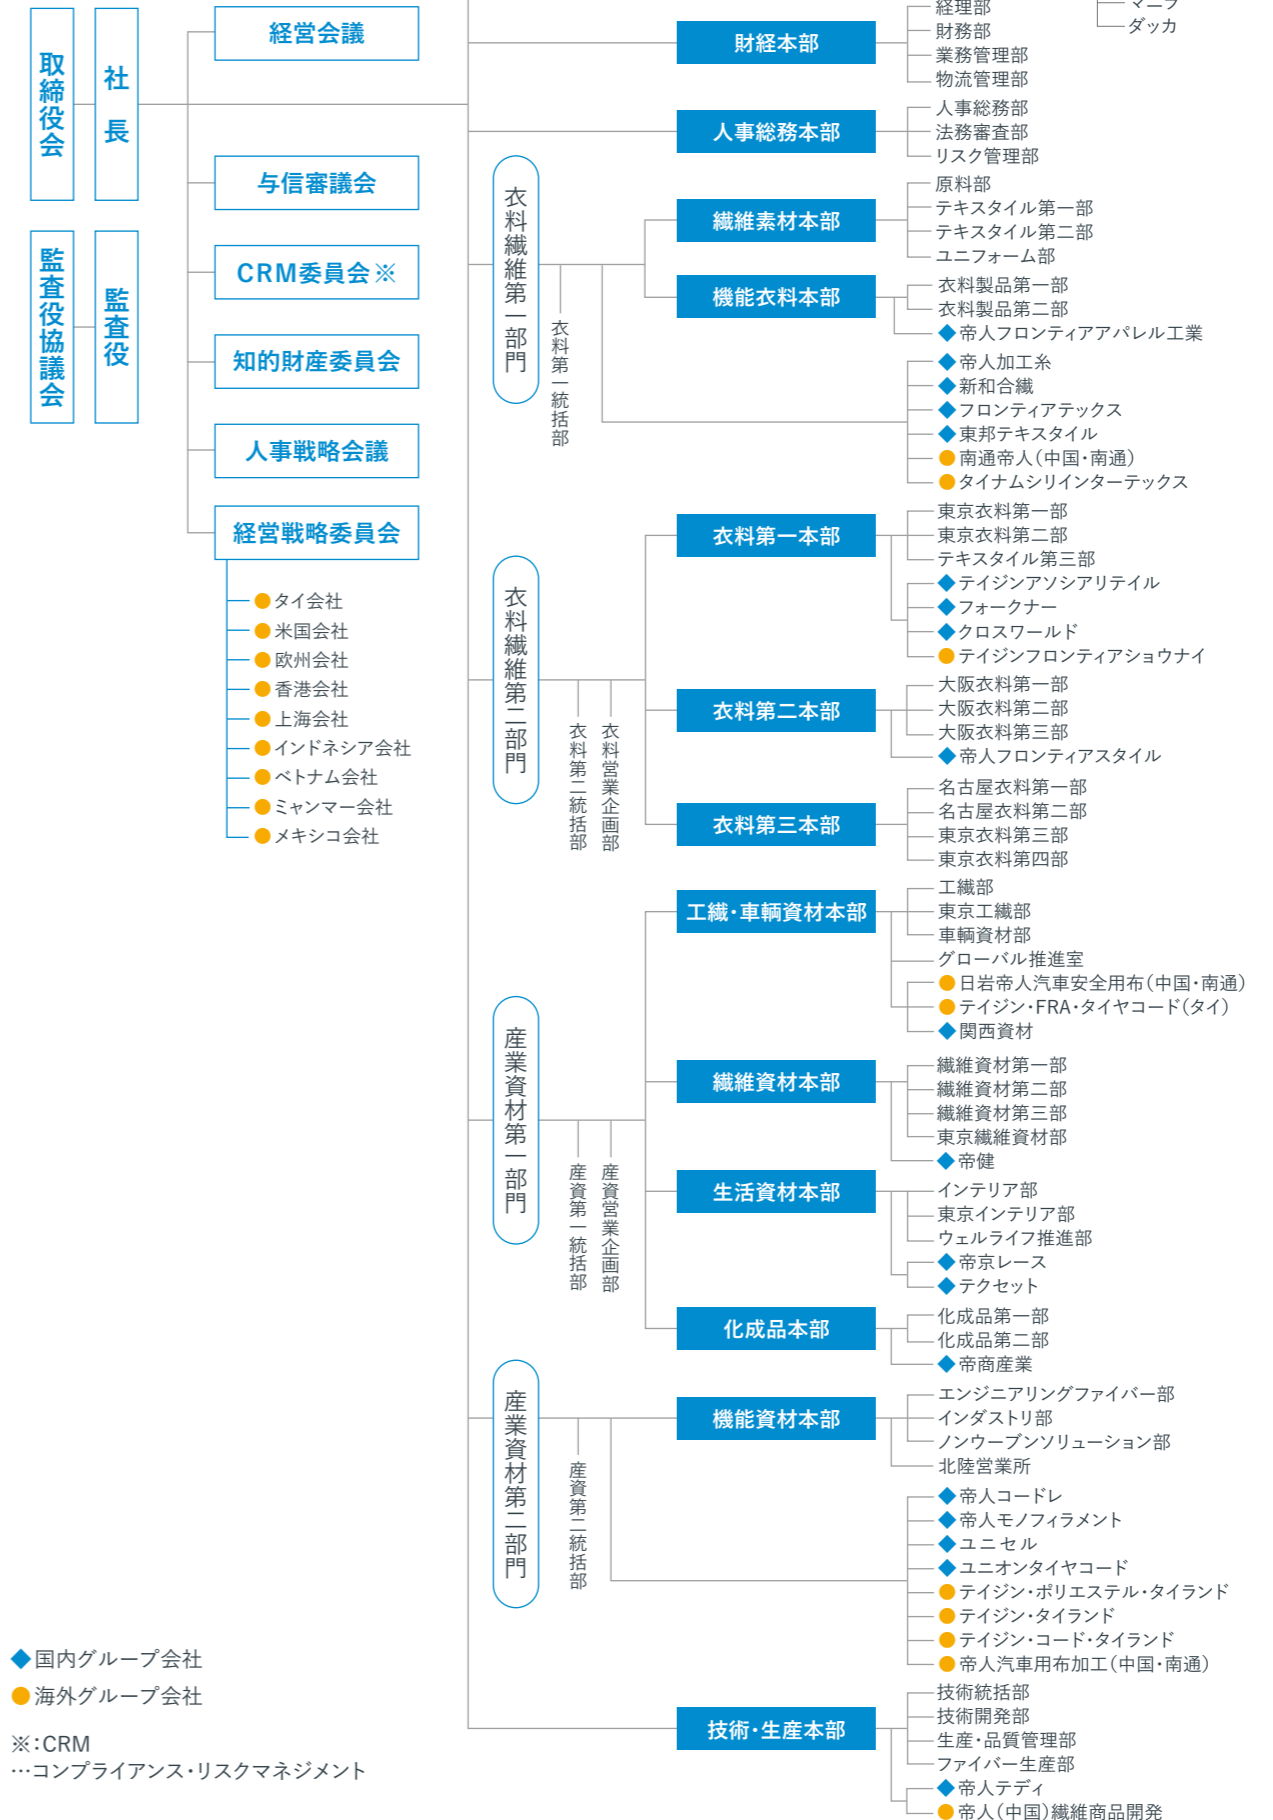 取締役会
社長
監査役協議会
監査役
経営会議
与信審議会
CRM委員会※
知的財産委員会
人事戦略会議
経営戦略委員会
タイ会社
米国会社
欧州会社
香港会社
上海会社
インドネシア会社
ベトナム会社
ミャンマー会社
メキシコ会社
ダッカ
財経本部
経理部
財務部
業務管理部
物流管理部
人事総務本部
人事総務部
法務審査部
リスク管理部
衣料繊維第一部門
衣料第一統括部
繊維素材本部
原料部
テキスタイル第一部
テキスタイル第二部
ユニフォーム部
機能衣料本部
衣料製品第一部
衣料製品第二部
◆帝人フロンティアアパレル工業
◆帝人加工糸
◆新和合繊
◆フロンティアテックス
◆東邦テキスタイル
●南通帝人(中国・南通)
●タイナムシリインターテックス
衣料繊維第二部門
衣料第二統括部
衣料営業企画部
衣料第一本部
東京衣料第一部
東京衣料第二部
テキスタイル第三部
◆テイジンアソシアリテイル
◆フォークナー
◆クロスワールド
●テイジンフロンティアショウナイ
衣料第二本部
大阪衣料第一部
大阪衣料第二部
大阪衣料第三部
◆帝人フロンティアスタイル
衣料第三本部
名古屋衣料第一部
名古屋衣料第二部
東京衣料第三部
東京衣料第四部
産業資材第一部門
産資第一統括部
産資営業企画部
工繊・車輌資材本部
工繊部
東京工繊部
車輌資材部
グローバル推進室
●日岩帝人汽車安全用布(中国・南通)
●テイジン・FRA・タイヤコード(タイ)
◆関西資材
繊維資材本部
繊維資材第一部
繊維資材第二部
繊維資材第三部
東京繊維資材部
◆帝健
生活資材本部
インテリア部
東京インテリア部
ウェルライフ推進部
◆帝京レース
◆テクセット
化成品本部
化成品第一部
化成品第二部
◆帝商産業
産業資材第二部門
産資第二統括部
機能資材本部
エンジニアリングファイバー部
インダストリ部
ノンウーブンソリューション部
北陸営業所
◆帝人コードレ
◆帝人モノフィラメント
◆ユニセル
◆ユニオンタイヤコード
●テイジン・ポリエステル・タイランド
●テイジン・タイランド
●テイジン・コード・タイランド
●帝人汽車用布加工(中国・南通)
技術・生産本部
技術統括部
技術開発部
生産・品質管理部
ファイバー生産部
◆帝人テディ
●帝人(中国)繊維商品開発
◆国内グループ会社
●海外グループ会社
※:CRM
…コンプライアンス・リスクマネジメント